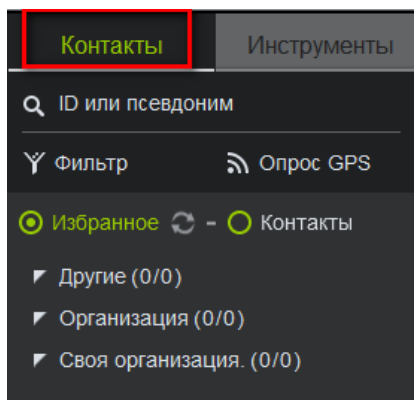 Контакты Инструменты
ID или псевдоним
Фильтр Опрос GPS
Избранное - Контакты
Другие (0/0)
Организация (0/0)
Своя организация. (0/0)